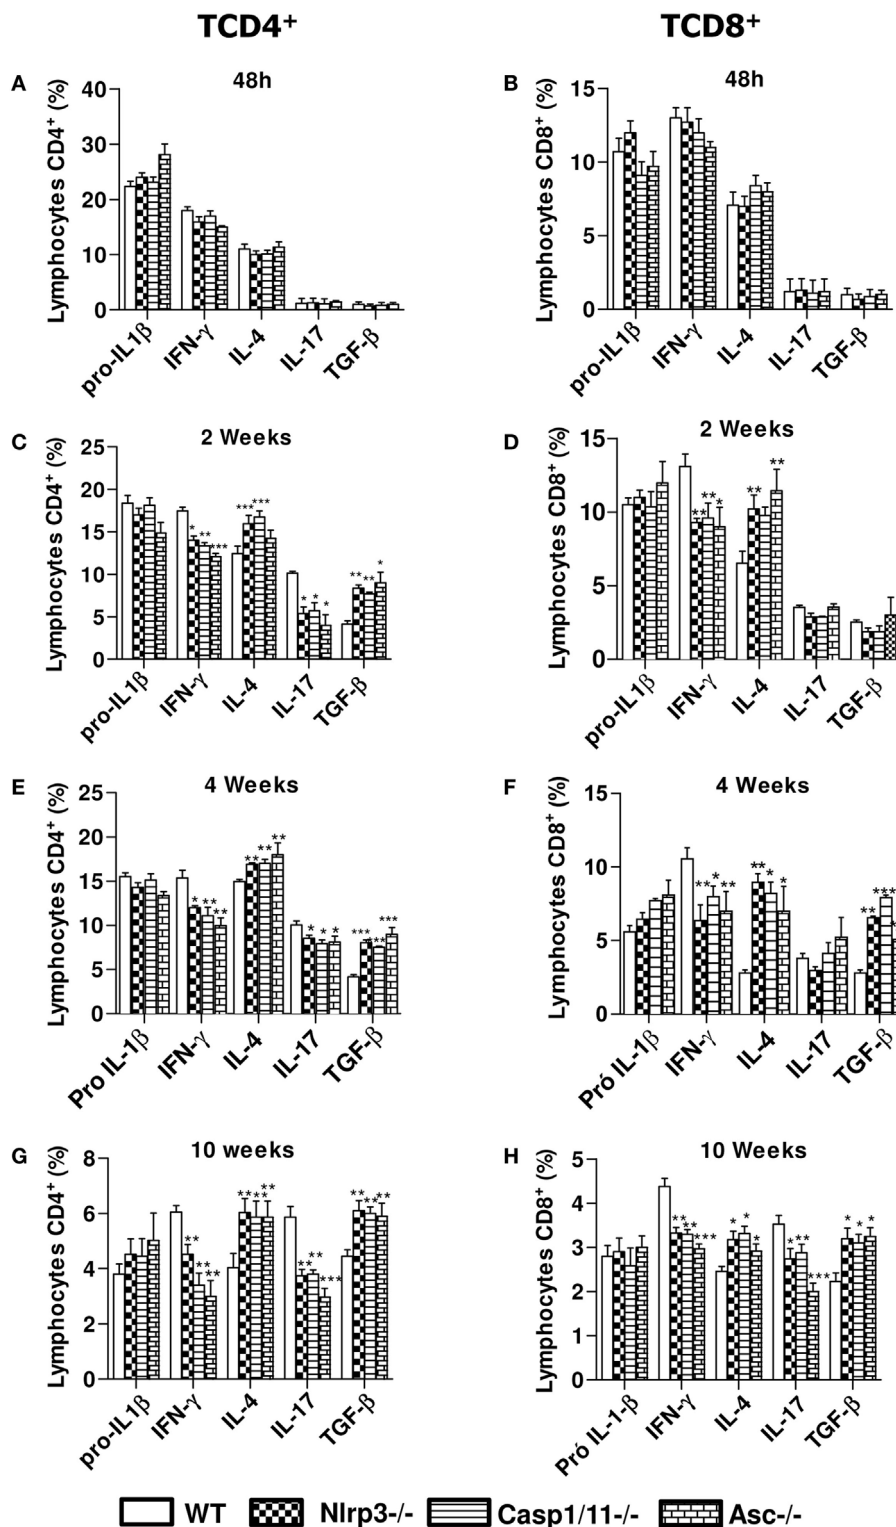 TCD4⁺ TCD8⁺
A 48h
Lymphocytes CD4⁺ (%)
40
30
20
10
0
pro-IL1β IFN-γ IL-4 IL-17 TGF-β
B 48h
Lymphocytes CD8⁺ (%)
15
10
5
0
pro-IL1β IFN-γ IL-4 IL-17 TGF-β
C 2 Weeks
Lymphocytes CD4⁺ (%)
25
20
15
10
5
0
* ** *** *** *** * * * ** ** *
pro-IL1β IFN-γ IL-4 IL-17 TGF-β
D 2 Weeks
Lymphocytes CD8⁺ (%)
15
10
5
0
** ** * ** **
pro-IL1β IFN-γ IL-4 IL-17 TGF-β
E 4 Weeks
Lymphocytes CD4⁺ (%)
25
20
15
10
5
0
* ** ** ** ** ** * * * *** *** ***
Pro IL-1β IFN-γ IL-4 IL-17 TGF-β
F 4 Weeks
Lymphocytes CD8⁺ (%)
15
10
5
0
** * ** ** * * ** ***
Pró IL-1β IFN-γ IL-4 IL-17 TGF-β
G 10 weeks
Lymphocytes CD4⁺ (%)
8
6
4
2
0
** ** ** ** ** ** ** ** *** ** ** **
pro-IL1β IFN-γ IL-4 IL-17 TGF-β
H 10 Weeks
Lymphocytes CD8⁺ (%)
5
4
3
2
1
0
** ** *** * * * * ** *** * * *
Pró IL-1-β IFN-γ IL-4 IL-17 TGF-β
WT Nlrp3-/- Casp1/11-/- Asc-/-